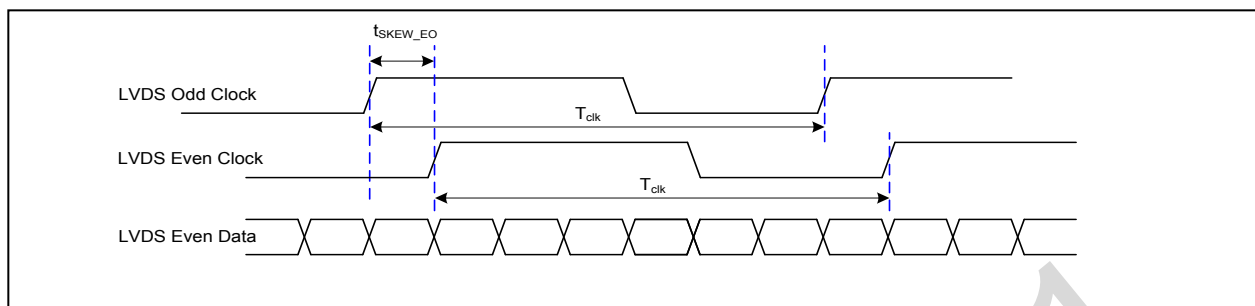 tSKEW_EO
LVDS Odd Clock
Tclk
LVDS Even Clock
Tclk
LVDS Even Data